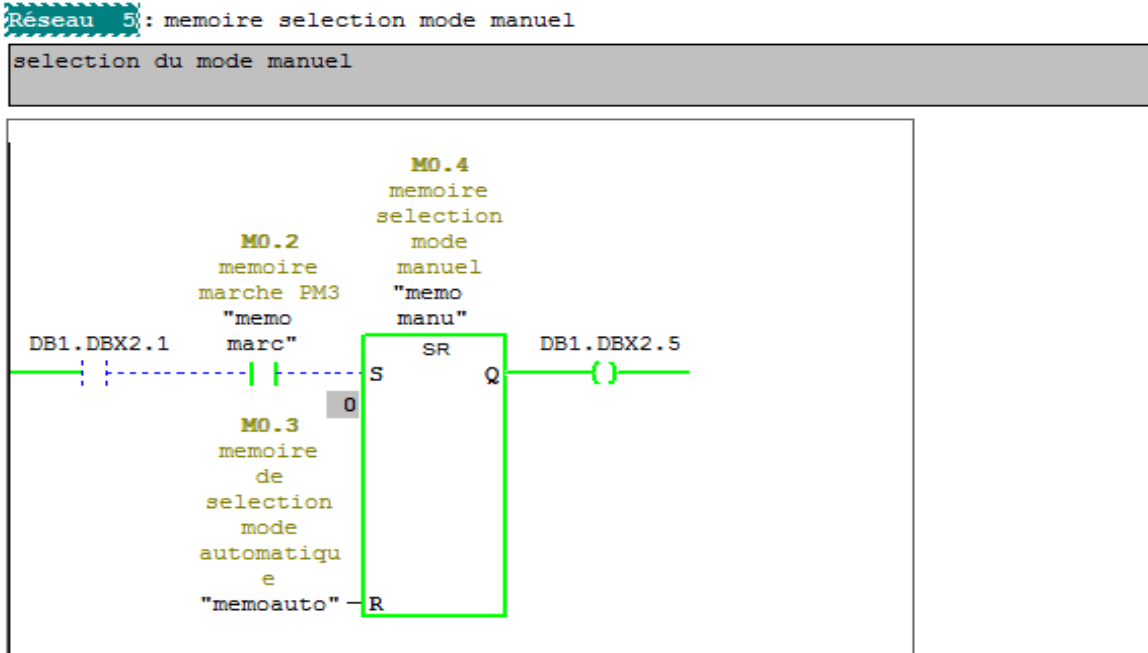 Réseau 5 : memoire selection mode manuel
selection du mode manuel
M0.4
memoire
selection
mode
manuel
"memo
manu"
M0.2
memoire
marche PM3
"memo
marc"
DB1.DBX2.1
SR
DB1.DBX2.5
S
Q
0
M0.3
memoire
de
selection
mode
automatiqu
e
"memoauto"
R